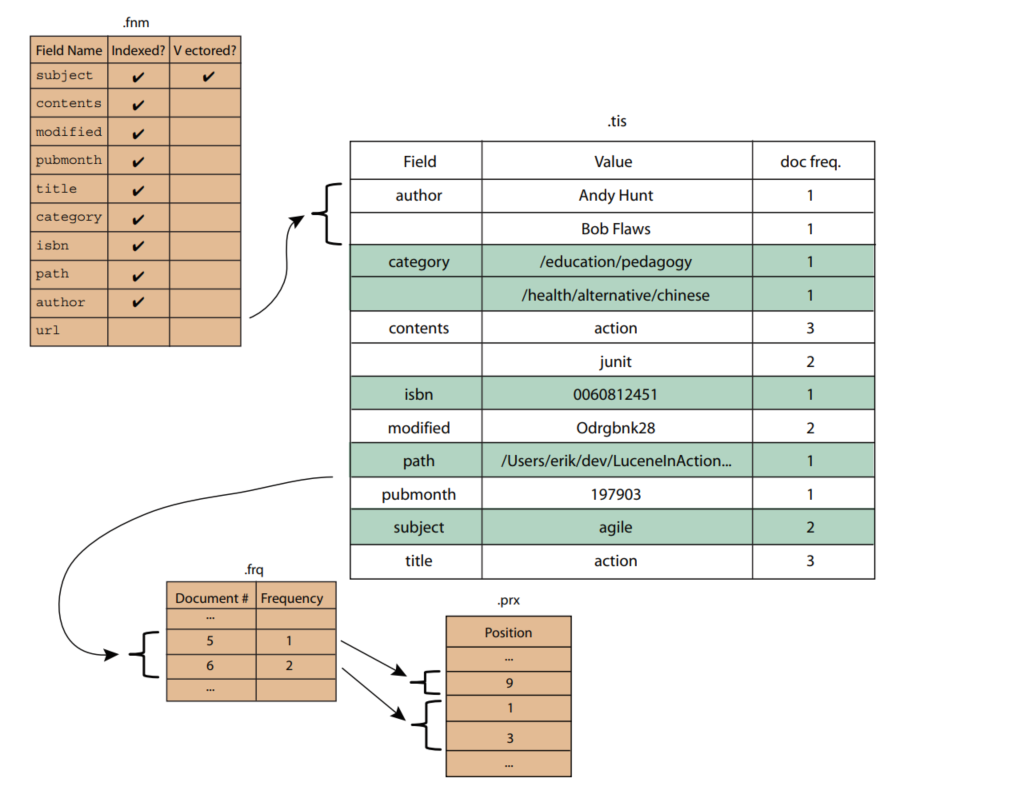 .fnm
Field Name Indexed? V ectored?
subject ✔ ✔
contents ✔
modified ✔
pubmonth ✔
title ✔
category ✔
isbn ✔
path ✔
author ✔
url
.tis
Field Value doc freq.
author Andy Hunt 1
Bob Flaws 1
category /education/pedagogy 1
/health/alternative/chinese 1
contents action 3
junit 2
isbn 0060812451 1
modified Odrgbnk28 2
path /Users/erik/dev/LuceneInAction... 1
pubmonth 197903 1
subject agile 2
title action 3
.frq
Document # Frequency
...
5 1
6 2
...
.prx
Position
...
9
1
3
...